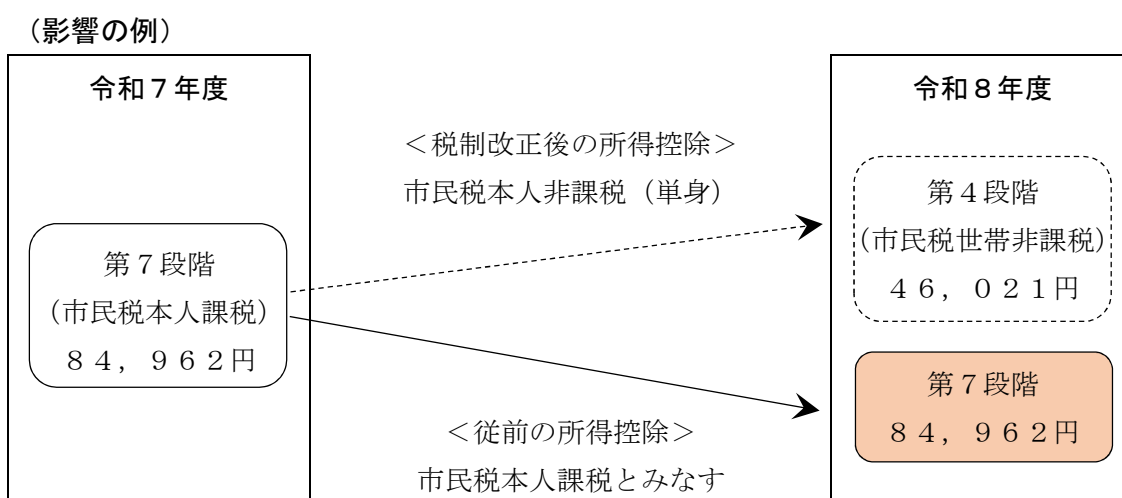 （影響の例）
令和７年度
第７段階
（市民税本人課税）
８４，９６２円
＜税制改正後の所得控除＞
市民税本人非課税（単身）
＜従前の所得控除＞
市民税本人課税とみなす
令和８年度
第４段階
（市民税世帯非課税）
４６，０２１円
第７段階
８４，９６２円